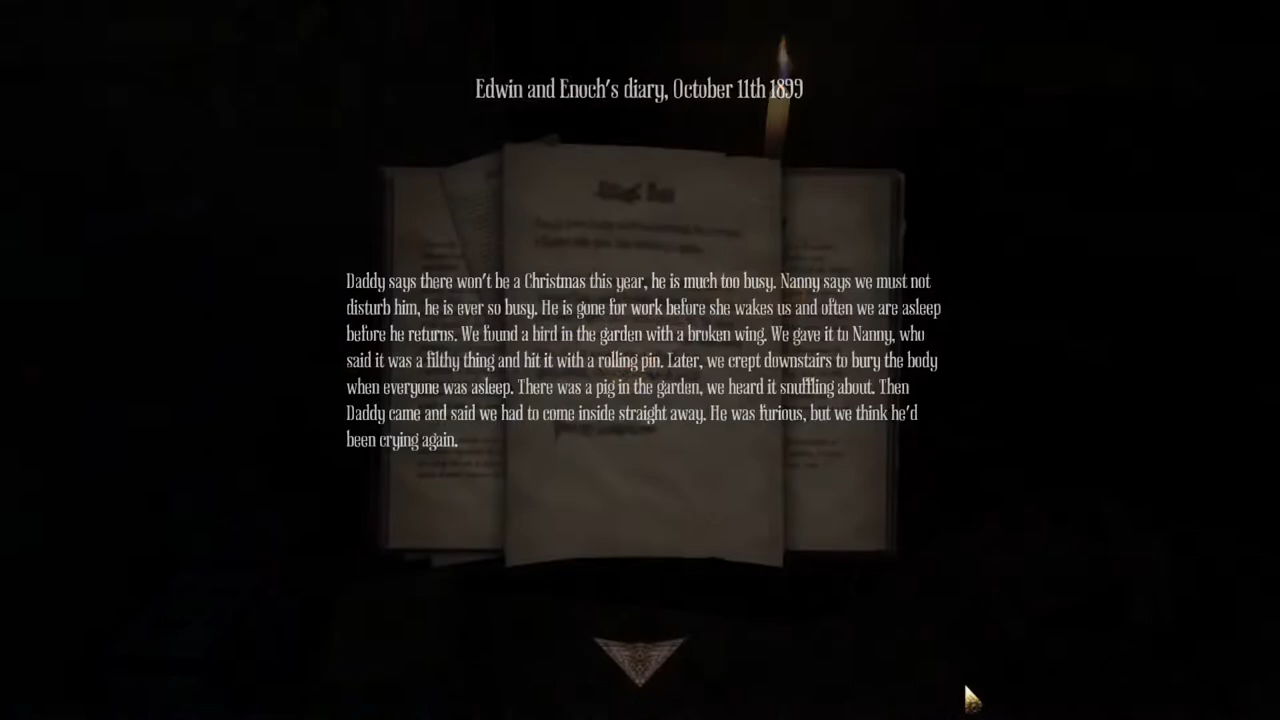 Edwin and Enoch's diary, October 11th 1899
Daddy says there won't be a Christmas this year, he is much too busy. Nanny says we must not
disturb him, he is ever so busy. He is gone for work before she wakes us and often we are asleep
before he returns. We found a bird in the garden with a broken wing. We gave it to Nanny, who
said it was a filthy thing and hit it with a rolling pin. Later, we crept downstairs to bury the body
when everyone was asleep. There was a pig in the garden, we heard it snuffling about. Then
Daddy came and said we had to come inside straight away. He was furious, but we think he'd
been crying again.